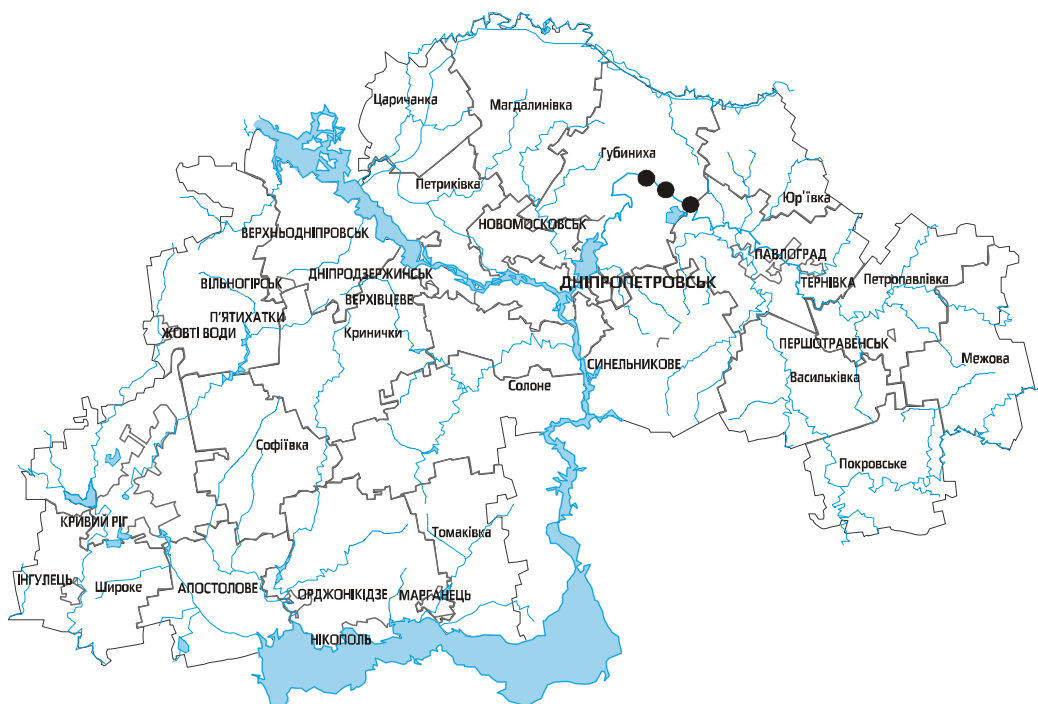 Царичанка
Магдалинівка
Губиниха
Петриківка
Юр'ївка
НОВОМОСКОВСЬК
ВЕРХНЬОДНІПРОВСЬК
ПАВЛОГРАД
ДНІПРОДЗЕРЖИНСЬК
ВІЛЬНОГІРСЬК
ДНІПРОПЕТРОВСЬК
ТЕРНІВКА
Петропавлівка
ВЕРХІВЦЕВЕ
П'ЯТИХАТКИ
ЖОВТІ ВОДИ
Кринички
ПЕРШОТРАВЕНСЬК
Межова
СИНЕЛЬНИКОВЕ
Васильківка
Солоне
Софіївка
Покровське
КРИВИЙ РІГ
Томаківка
ІНГУЛЕЦЬ
Широке
АПОСТОЛОВЕ
ОРДЖОНІКІДЗЕ
МАРГАНЕЦЬ
НІКОПОЛЬ